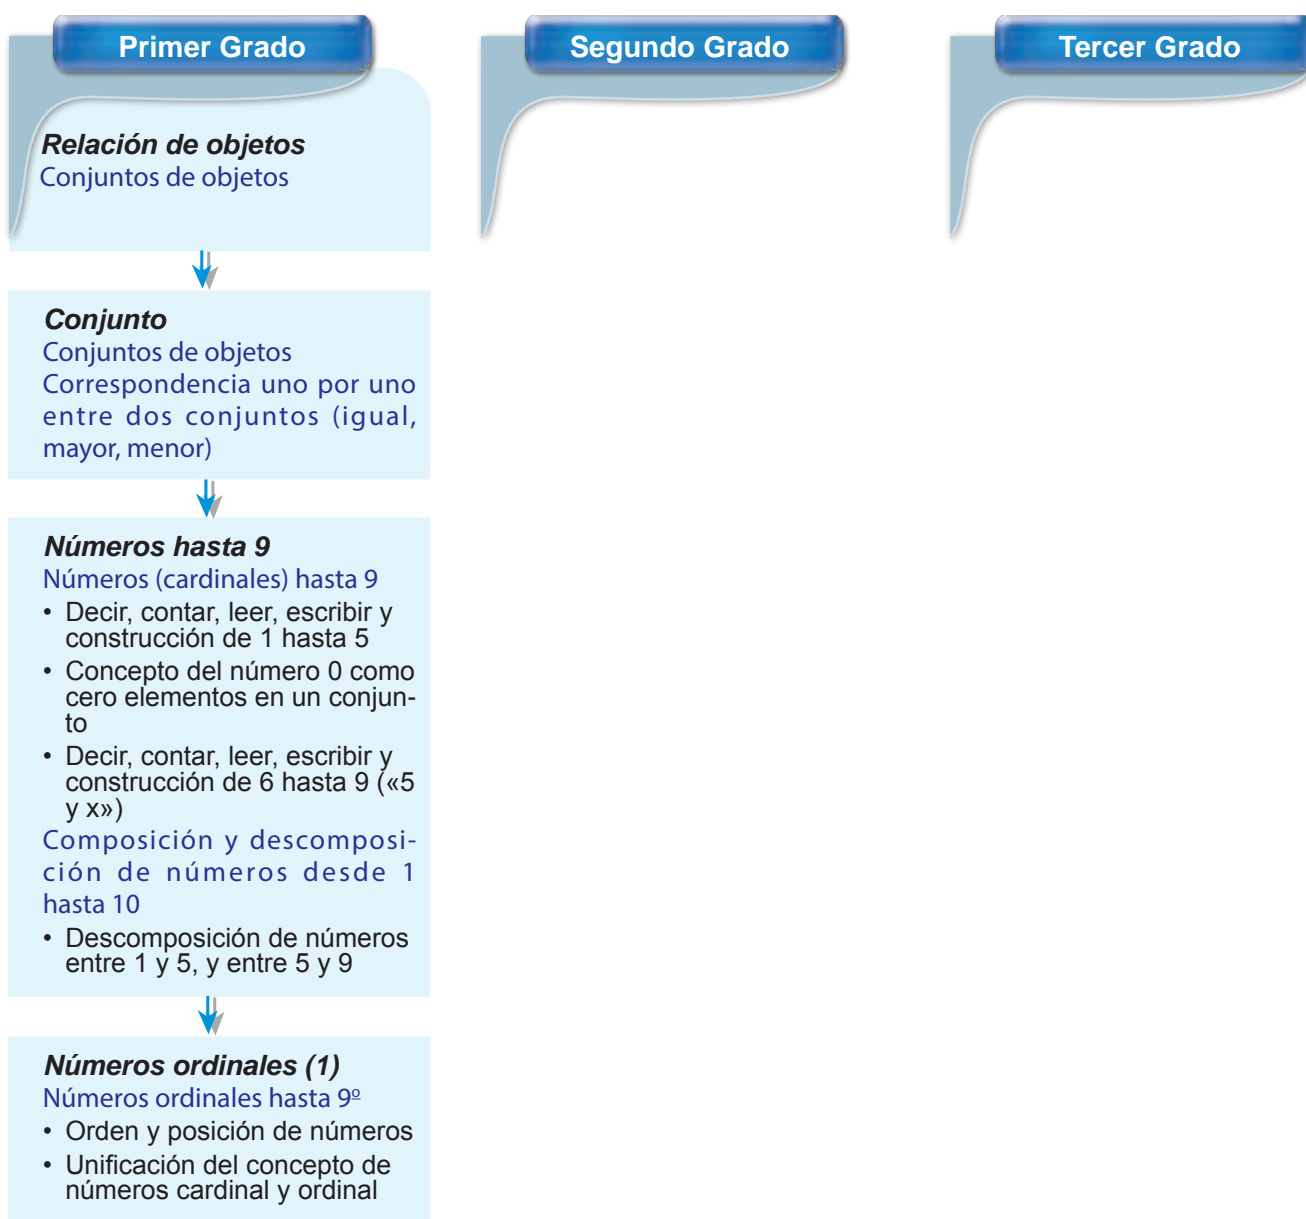 Primer Grado
Segundo Grado
Tercer Grado
Relación de objetos
Conjuntos de objetos
Conjunto
Conjuntos de objetos
Correspondencia uno por uno
entre dos conjuntos (igual,
mayor, menor)
Números hasta 9
Números (cardinales) hasta 9
• Decir, contar, leer, escribir y
construcción de 1 hasta 5
• Concepto del número 0 como
cero elementos en un conjun-
to
• Decir, contar, leer, escribir y
construcción de 6 hasta 9 («5
y x»)
Composición y descomposi-
ción de números desde 1
hasta 10
• Descomposición de números
entre 1 y 5, y entre 5 y 9
Números ordinales (1)
Números ordinales hasta 9º
• Orden y posición de números
• Unificación del concepto de
números cardinal y ordinal